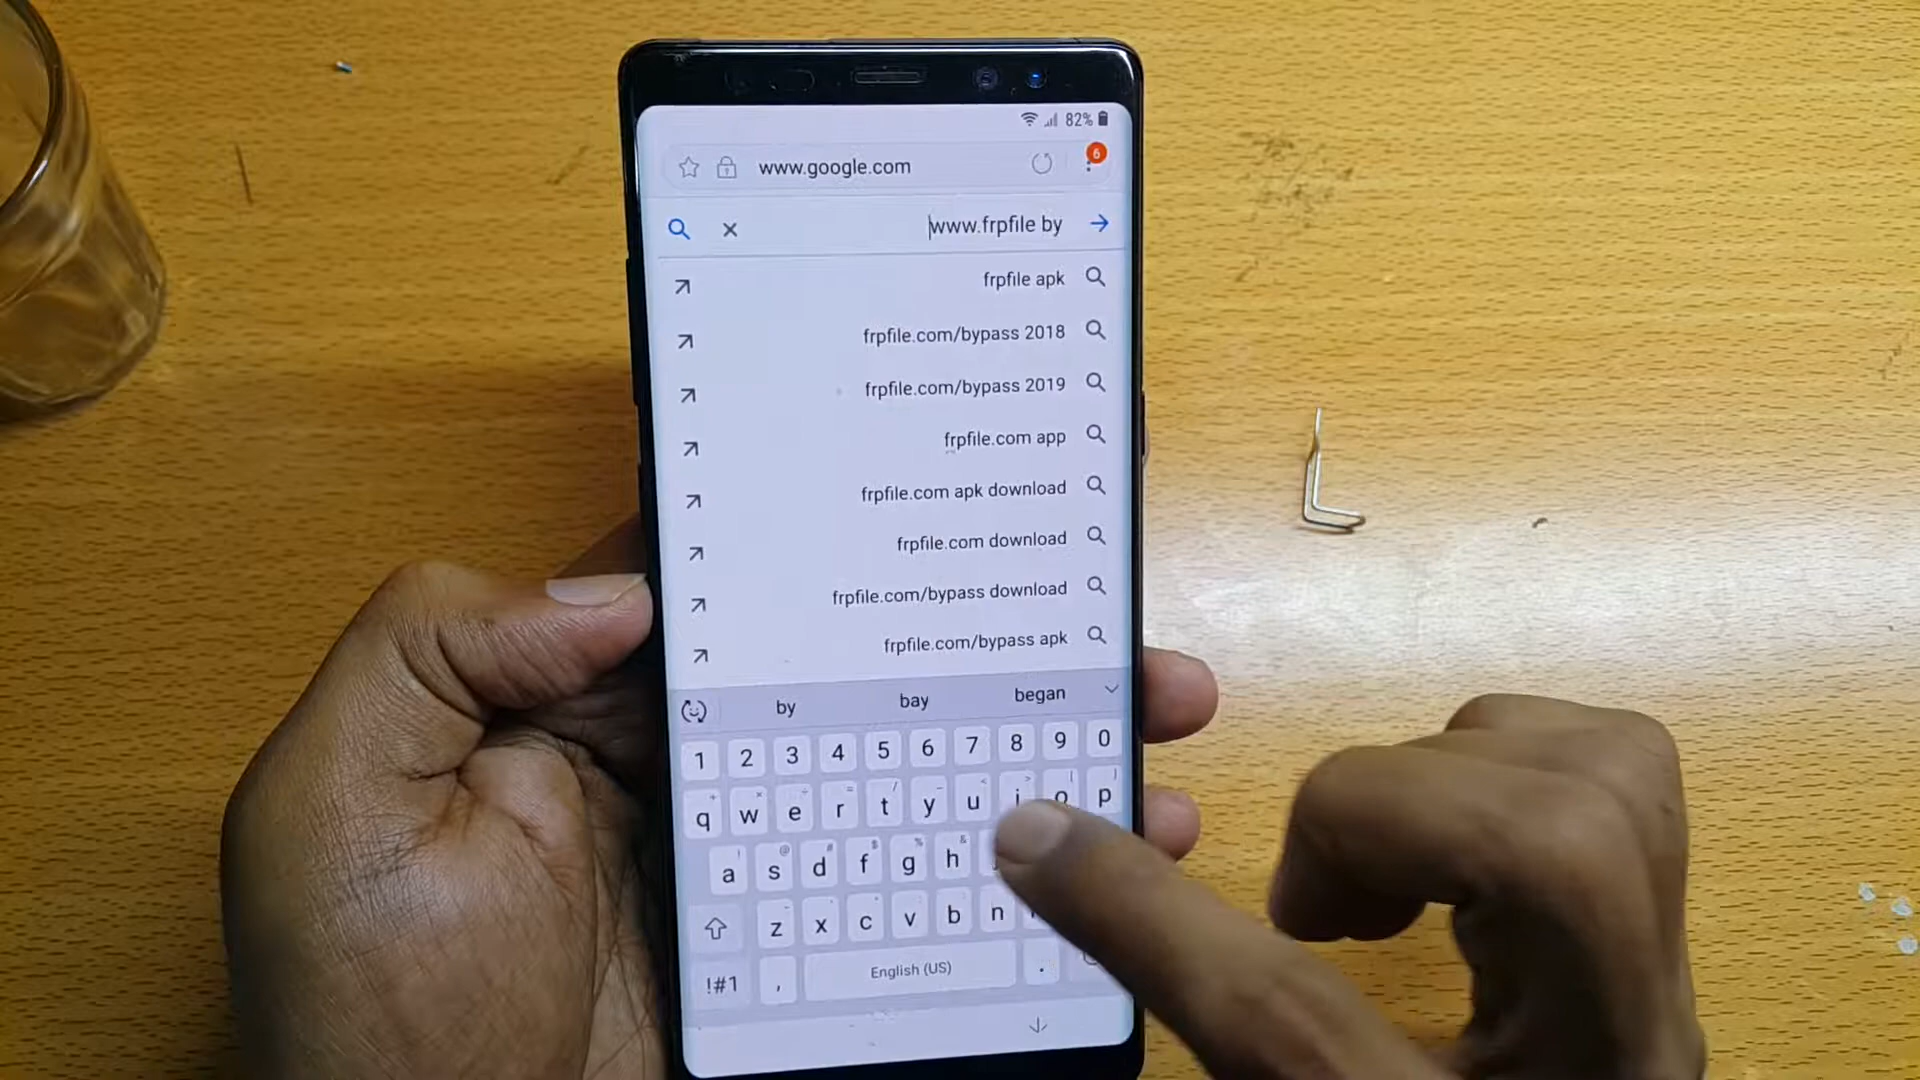 82%
www.google.com
6
www.frpfile by
frpfile apk
frpfile.com/bypass 2018
frpfile.com/bypass 2019
frpfile.com app
frpfile.com apk download
frpfile.com download
frpfile.com/bypass download
frpfile.com/bypass apk
by bay began
1 2 3 4 5 6 7 8 9 0
q w e r t y u i o p
a s d f g h
z x c v b n
!#1 , English (US) .